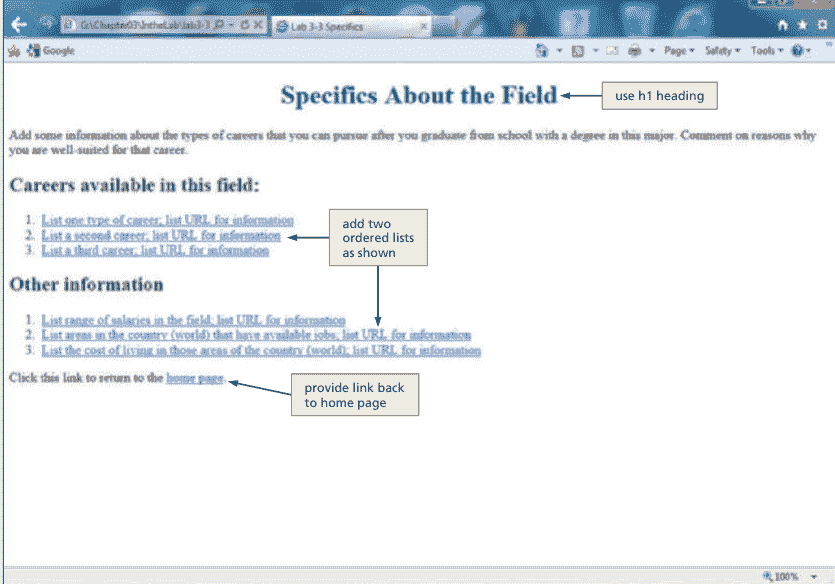 G:\Chapter03\IntheLab\lab3-3
Lab 3-3 Specifics
Google
Page Safety Tools
Specifics About the Field
use h1 heading
Add some information about the types of careers that you can pursue after you graduate from school with a degree in this major. Comment on reasons why
you are well-suited for that career.
Careers available in this field:
1. List one type of career; list URL for information
2. List a second career; list URL for information
3. List a third career; list URL for information
add two
ordered lists
as shown
Other information
1. List range of salaries in the field; list URL for information
2. List areas in the country (world) that have available jobs; list URL for information
3. List the cost of living in those areas of the country (world); list URL for information
Click this link to return to the home page.
provide link back
to home page
100%